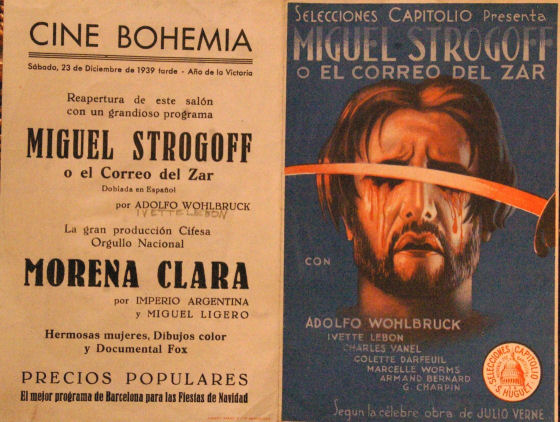 CINE BOHEMIA
Sábado, 23 de Diciembre de 1939 tarde - Año de la Victoria
Reapertura de este salón
con un grandioso programa
MIGUEL STROGOFF
o el Correo del Zar
Doblada en Español
por ADOLFO WOHLBRUCK
IVETTE LEBON
La gran producción Cifesa
Orgullo Nacional
MORENA CLARA
por IMPERIO ARGENTINA
y MIGUEL LIGERO
Hermosas mujeres, Dibujos color
y Documental Fox
PRECIOS POPULARES
El mejor programa de Barcelona para las Fiestas de Navidad
SELECCIONES CAPITOLIO Presenta
MIGUEL STROGOFF
O EL CORREO DEL ZAR
CON
ADOLFO WOHLBRUCK
IVETTE LEBON
CHARLES VANEL
COLETTE DARFEUIL
MARCELLE WORMS
ARMAND BERNARD
G. CHARPIN
SELECCIONES CAPITOLIO
S. HUGUET
Segun la célebre obra de JULIO VERNE